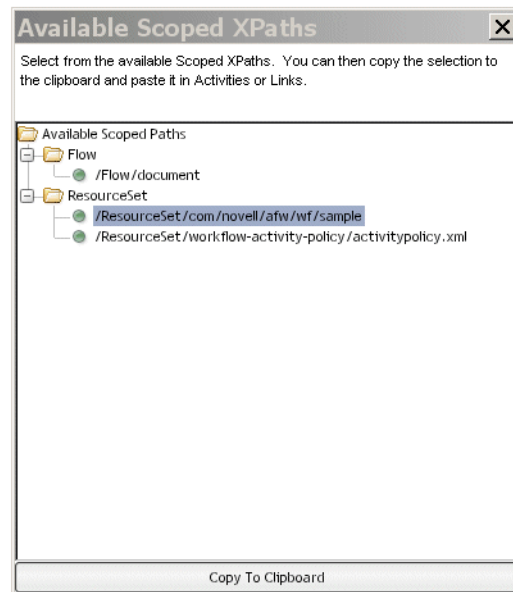 Available Scoped XPaths
Select from the available Scoped XPaths. You can then copy the selection to
the clipboard and paste it in Activities or Links.
Available Scoped Paths
Flow
/Flow/document
ResourceSet
/ResourceSet/com/novell/afw/wf/sample
/ResourceSet/workflow-activity-policy/activitypolicy.xml
Copy To Clipboard